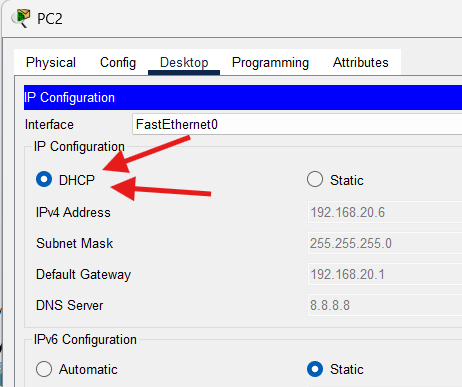 PC2
Physical Config Desktop Programming Attributes
IP Configuration
Interface FastEthernet0
IP Configuration
DHCP Static
IPv4 Address 192.168.20.6
Subnet Mask 255.255.255.0
Default Gateway 192.168.20.1
DNS Server 8.8.8.8
IPv6 Configuration
Automatic Static